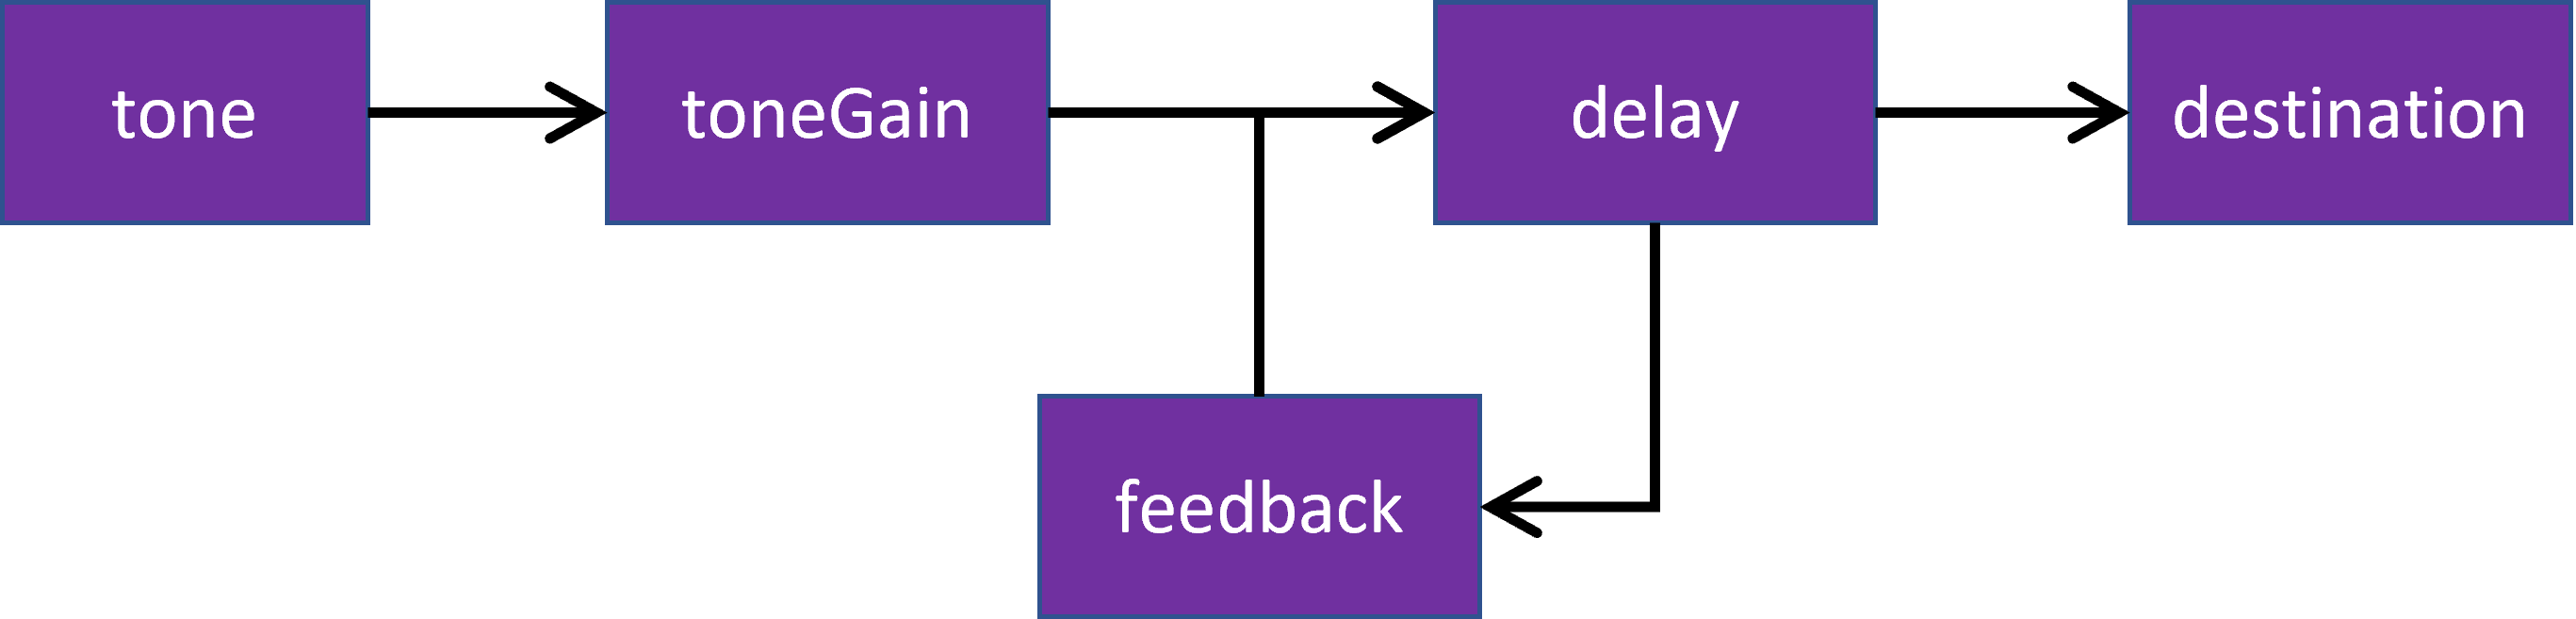 tone
toneGain
delay
destination
feedback